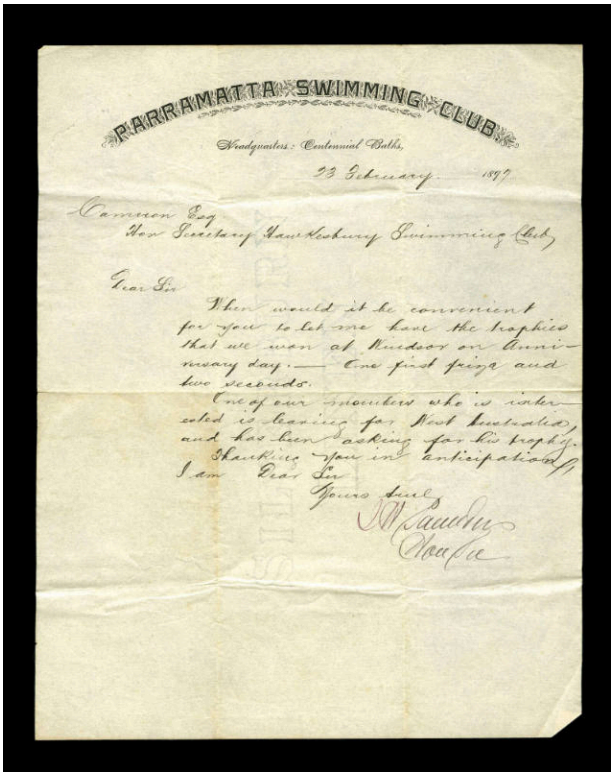 PARRAMATTA SWIMMING CLUB.
Headquarters: Centennial Baths,
23 February. 1897
Cameron Esq
Hon Secretary Hawkesbury Swimming Club,
Dear Sir
When would it be convenient
for you to let me have the trophies
that we won at Windsor on Anni-
versary day. — One first prize and
two seconds.
One of our members who is inter-
ested is leaving for West Australia,
and has been asking for his trophy.
Thanking you in anticipation,
I am Dear Sir
Yours truly
Hon Sec